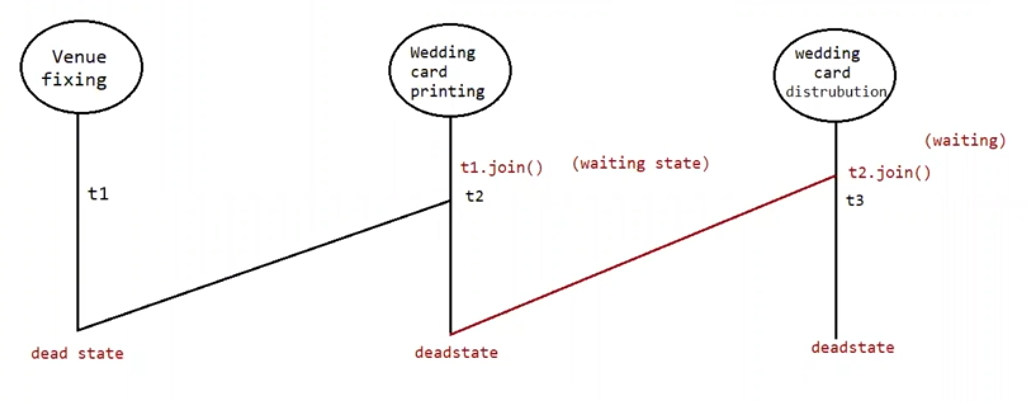 Venue
fixing
Wedding
card
printing
wedding
card
distrubution
(waiting)
t1.join() (waiting state)
t2.join()
t1
t2
t3
dead state
deadstate
deadstate